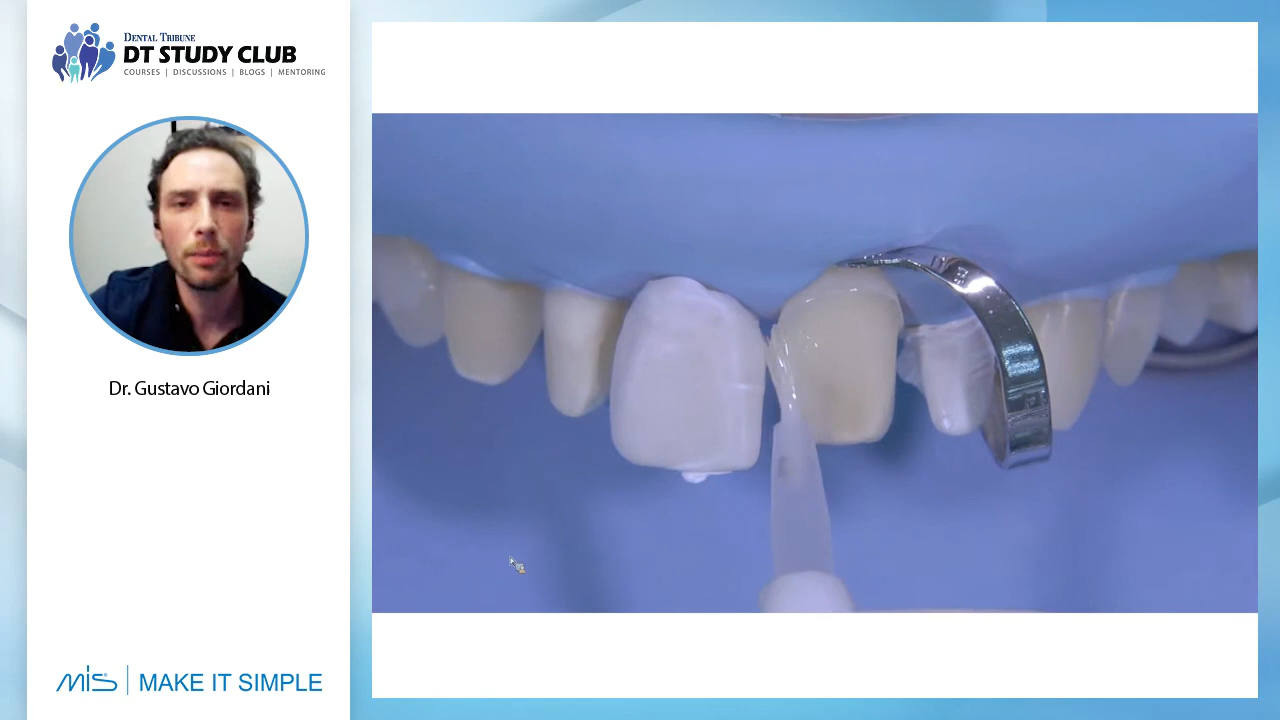 DENTAL TRIBUNE
DT STUDY CLUB
COURSES | DISCUSSIONS | BLOGS | MENTORING
Dr. Gustavo Giordani
MIS | MAKE IT SIMPLE